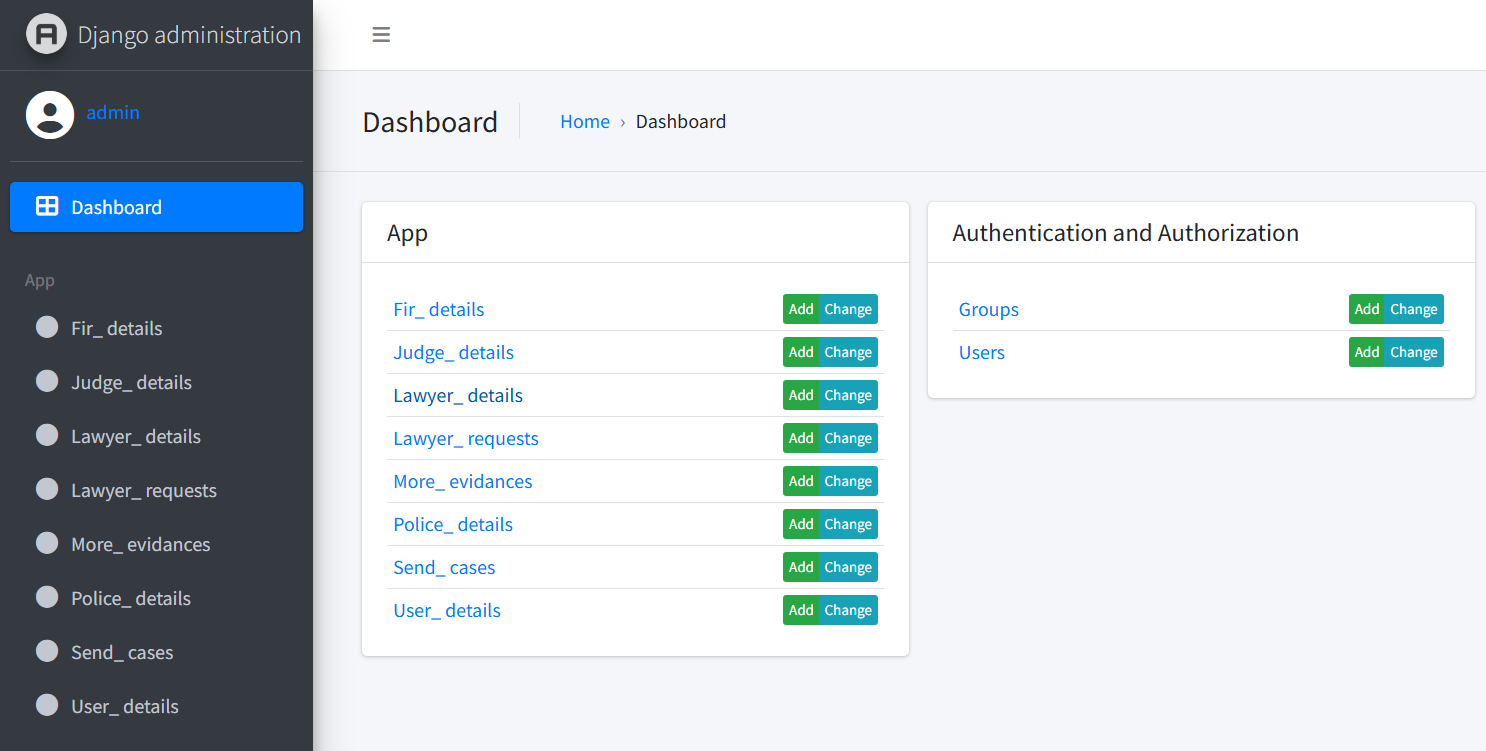 Django administration
admin
Dashboard
App
Fir_ details
Judge_ details
Lawyer_ details
Lawyer_ requests
More_ evidances
Police_ details
Send_ cases
User_ details
Dashboard
Home › Dashboard
App
Fir_ details Add Change
Judge_ details Add Change
Lawyer_ details Add Change
Lawyer_ requests Add Change
More_ evidances Add Change
Police_ details Add Change
Send_ cases Add Change
User_ details Add Change
Authentication and Authorization
Groups Add Change
Users Add Change